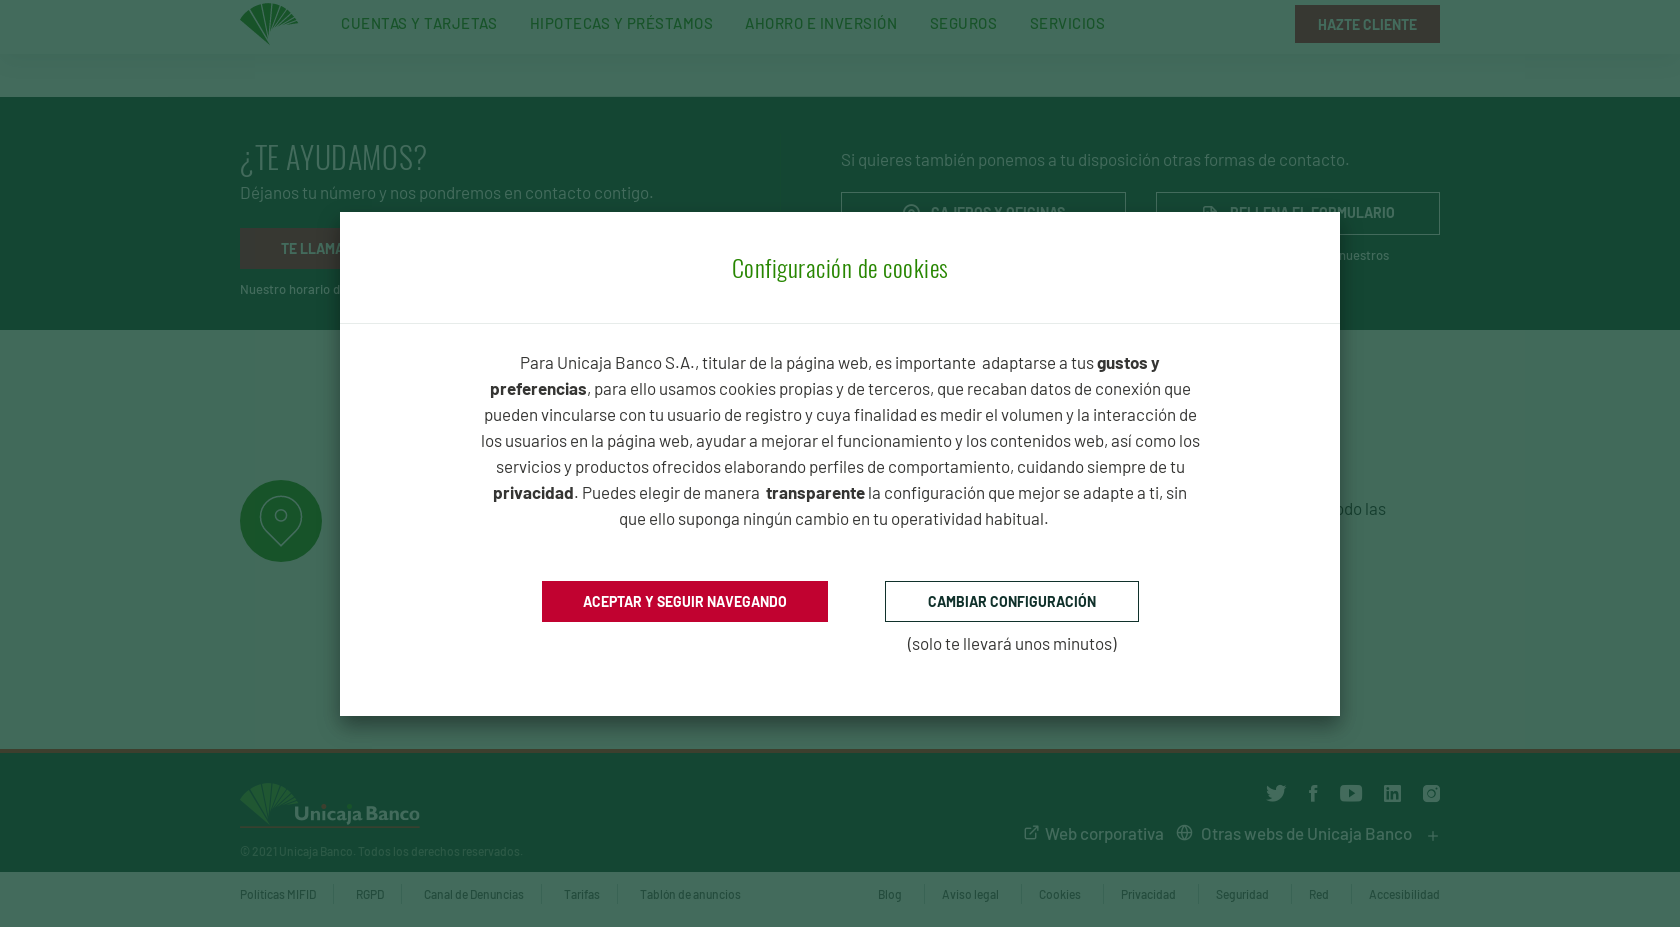 CUENTAS Y TARJETAS HIPOTECAS Y PRÉSTAMOS AHORRO E INVERSIÓN SEGUROS SERVICIOS HAZTE CLIENTE
¿TE AYUDAMOS?
Déjanos tu número y nos pondremos en contacto contigo.
TE LLAMA
Nuestro horario d
Si quieres también ponemos a tu disposición otras formas de contacto.
CAJEROS Y OFICINAS RELLENA EL FORMULARIO
nuestros
Configuración de cookies
Para Unicaja Banco S.A., titular de la página web, es importante adaptarse a tus gustos y
preferencias, para ello usamos cookies propias y de terceros, que recaban datos de conexión que
pueden vincularse con tu usuario de registro y cuya finalidad es medir el volumen y la interacción de
los usuarios en la página web, ayudar a mejorar el funcionamiento y los contenidos web, así como los
servicios y productos ofrecidos elaborando perfiles de comportamiento, cuidando siempre de tu
privacidad. Puedes elegir de manera transparente la configuración que mejor se adapte a ti, sin
que ello suponga ningún cambio en tu operatividad habitual.
odo las
ACEPTAR Y SEGUIR NAVEGANDO CAMBIAR CONFIGURACIÓN
(solo te llevará unos minutos)
Unicaja Banco
© 2021 Unicaja Banco. Todos los derechos reservados.
Web corporativa Otras webs de Unicaja Banco +
Políticas MIFID RGPD Canal de Denuncias Tarifas Tablón de anuncios Blog Aviso legal Cookies Privacidad Seguridad Red Accesibilidad